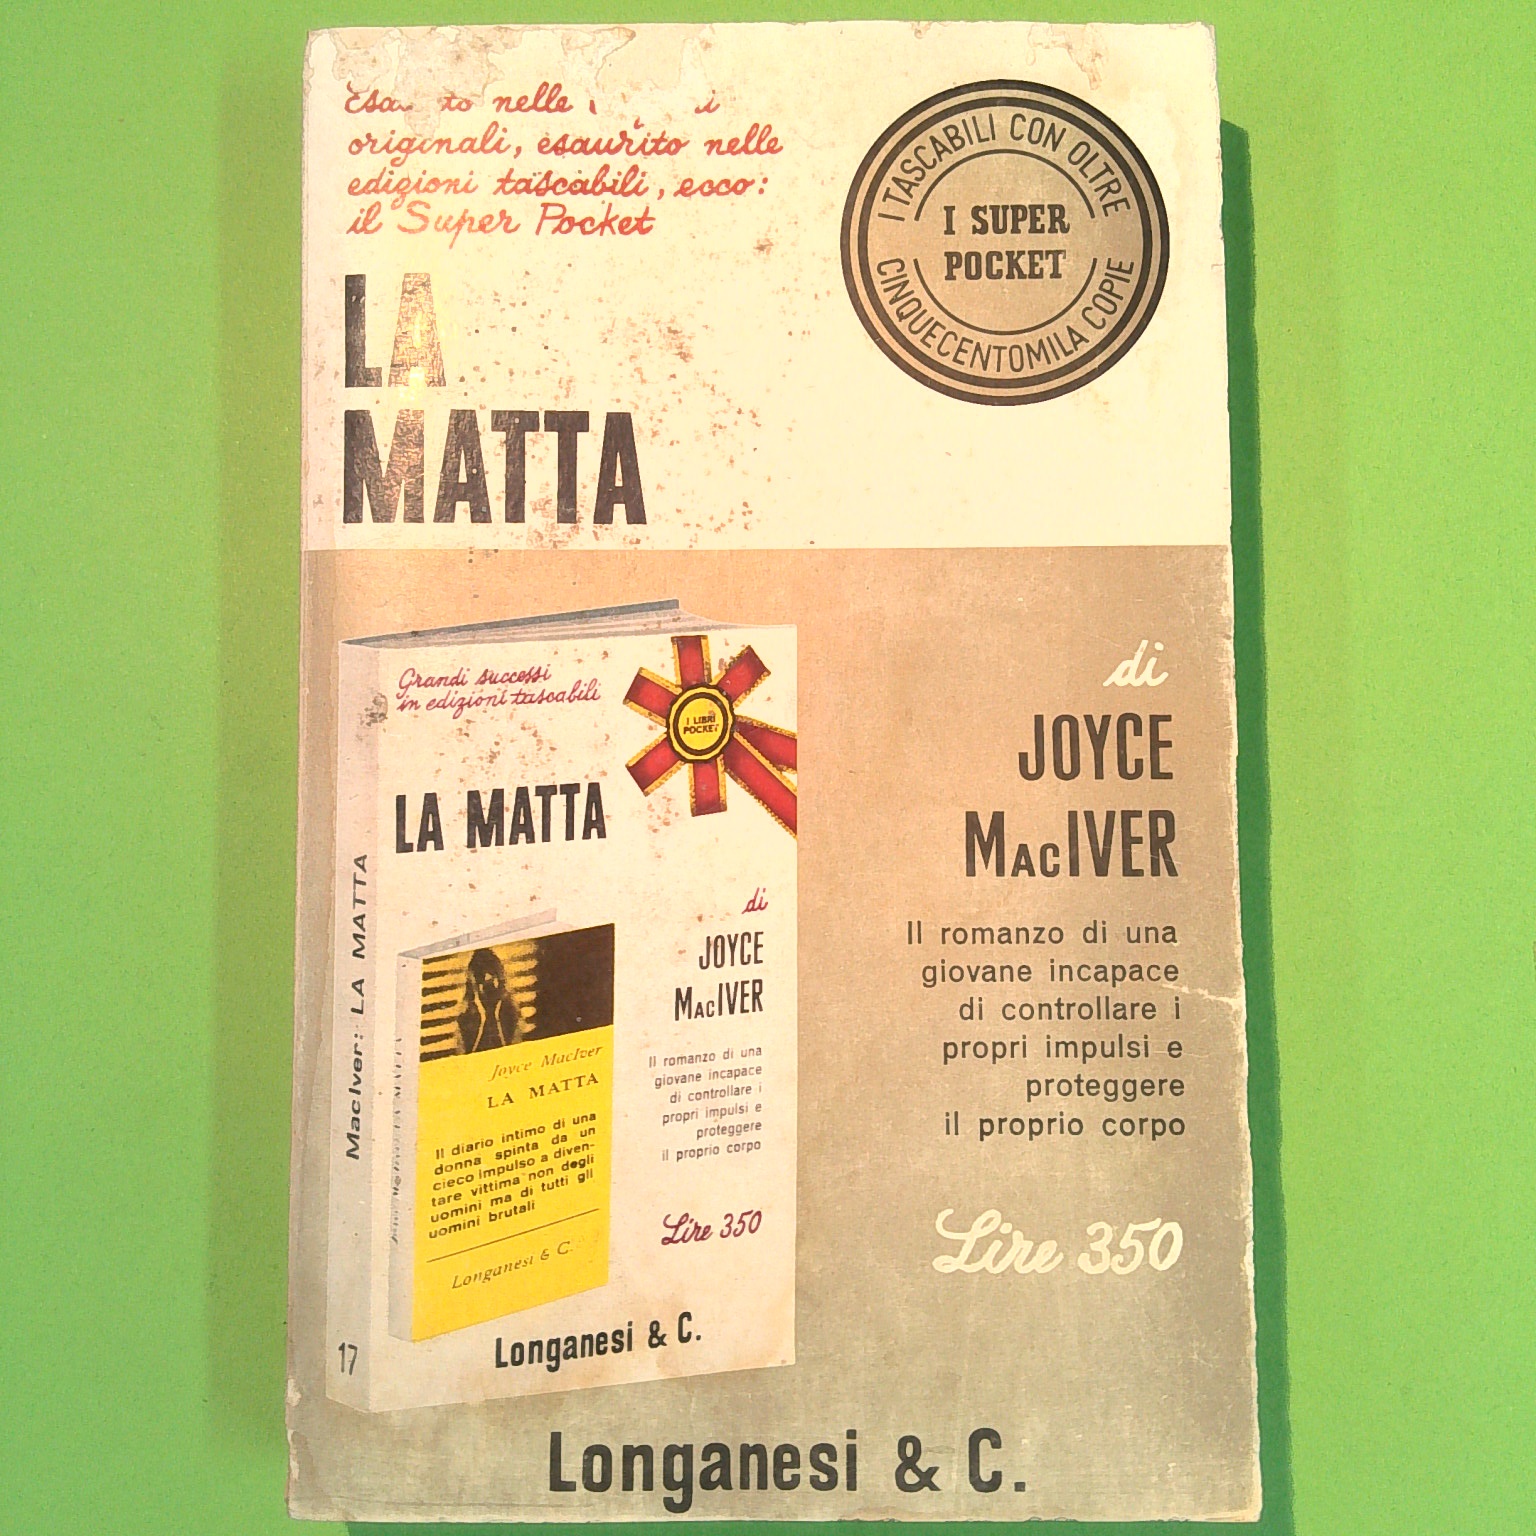 nelle
originali, esaurito nelle
edizioni tascabili, ecco:
il Super Pocket
I TASCABILI CON OLTRE
I SUPER
POCKET
CINQUECENTOMILA COPIE
LA
MATTA
Grandi successi
in edizioni tascabili
I LIBRI
POCKET
LA MATTA
di
JOYCE
MACIVER
Il romanzo di una
giovane incapace
di controllare i
propri impulsi e
proteggere
il proprio corpo
Lire 350
MacIver: LA MATTA
17
Joyce MacIver
LA MATTA
Il diario intimo di una
donna spinta da un
cieco impulso a diven-
tare vittima non degli
uomini ma di tutti gli
uomini brutali
Longanesi & C.
Longanesi & C.
di
JOYCE
MACIVER
Il romanzo di una
giovane incapace
di controllare i
propri impulsi e
proteggere
il proprio corpo
Lire 350
Longanesi & C.